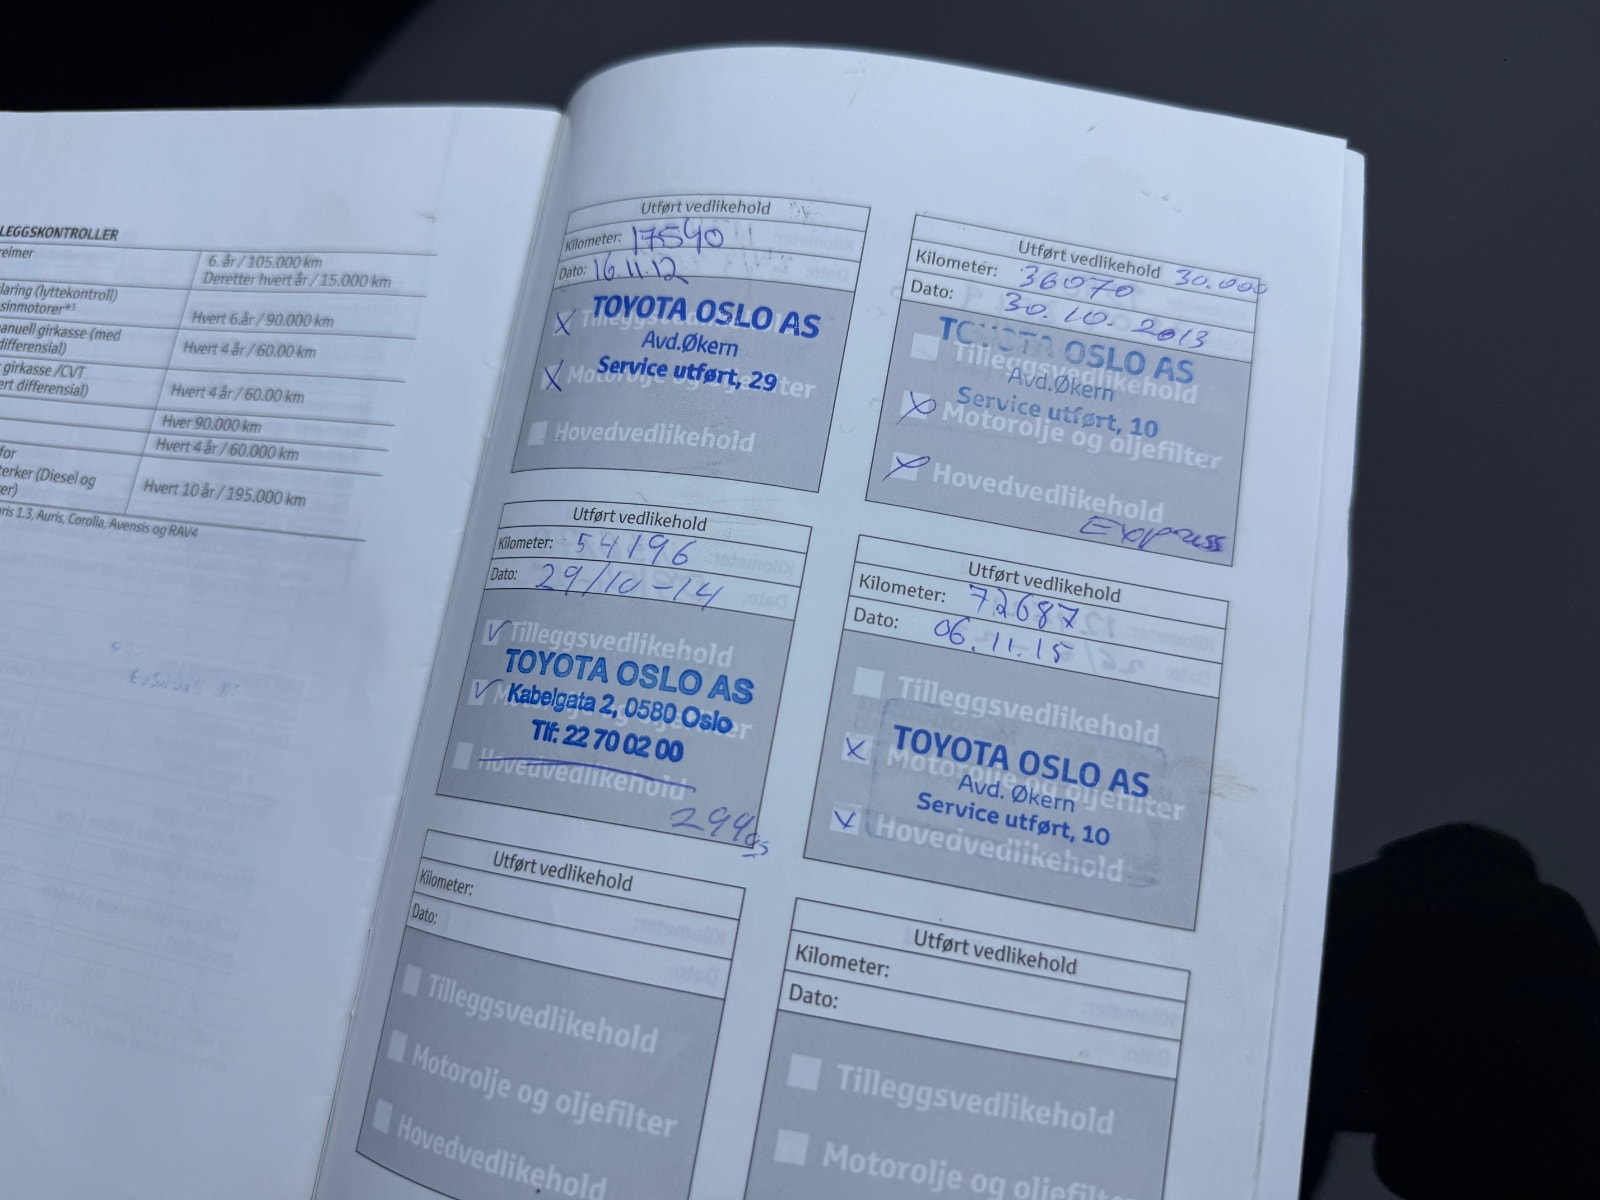 LEGGSKONTROLLER
reimer
6. år / 105.000 km
Deretter hvert år / 15.000 km
laring (lyttekontroll)
sinmotorer*⁵
Hvert 6.år / 90.000 km
anuell girkasse (med
differensial)
Hvert 4 år / 60.00 km
girkasse /CVT
ert differensial)
Hvert 4 år / 60.00 km
Hver 90.000 km
for
Hvert 4 år / 60.000 km
terker (Diesel og
er)
Hvert 10 år / 195.000 km
ris 1.3, Auris, Corolla, Avensis og RAV4
Utført vedlikehold
Kilometer: 17540
Dato: 16.11.12
TOYOTA OSLO AS
Avd.Økern
Service utført, 29
X Tilleggsvedlikehold
X Motorolje og oljefilter
Hovedvedlikehold
Utført vedlikehold 30.000
Kilometer: 36070
Dato: 30.10.2013
TOYOTA OSLO AS
Avd.Økern
Service utført, 10
Tilleggsvedlikehold
X Motorolje og oljefilter
X Hovedvedlikehold
Express
Utført vedlikehold
Kilometer: 54196
Dato: 29/10-14
Tilleggsvedlikehold
TOYOTA OSLO AS
Kabelgata 2, 0580 Oslo
Motorolje og oljefilter
Tlf: 22 70 02 00
Hovedvedlikehold
Utført vedlikehold
Kilometer: 72687
Dato: 06.11.15
Tilleggsvedlikehold
TOYOTA OSLO AS
X Motorolje og oljefilter
Avd. Økern
Service utført, 10
X Hovedvedlikehold
Utført vedlikehold
Kilometer:
Dato:
Tilleggsvedlikehold
Motorolje og oljefilter
Hovedvedlikehold
Utført vedlikehold
Kilometer:
Dato:
Tilleggsvedlikehold
Motorolje og oljefilt